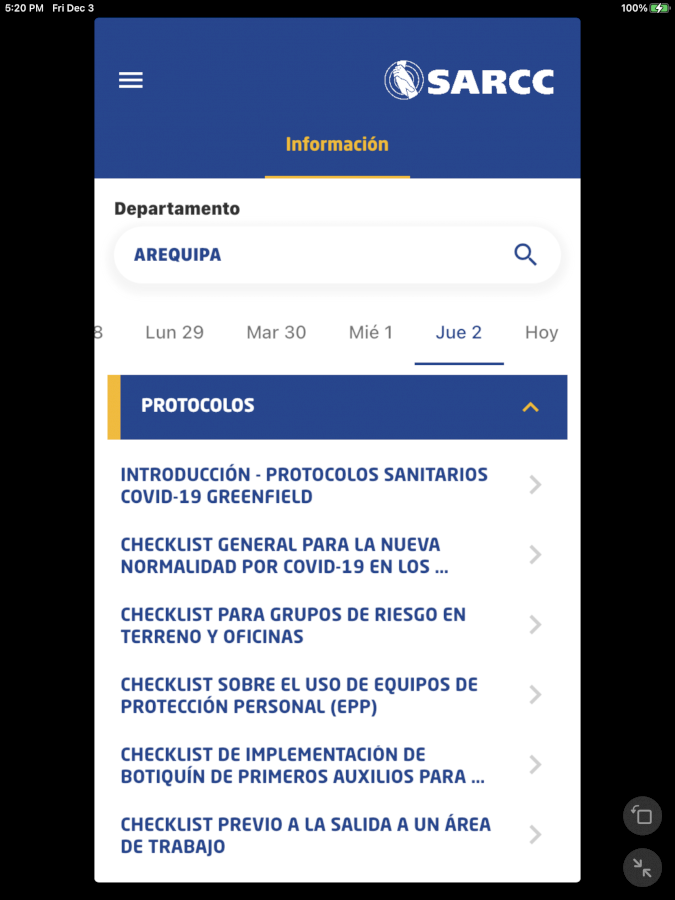 5:20 PM Fri Dec 3
100%
SARCC
Información
Departamento
AREQUIPA
8 Lun 29 Mar 30 Mié 1 Jue 2 Hoy
PROTOCOLOS
INTRODUCCIÓN - PROTOCOLOS SANITARIOS
COVID-19 GREENFIELD
CHECKLIST GENERAL PARA LA NUEVA
NORMALIDAD POR COVID-19 EN LOS ...
CHECKLIST PARA GRUPOS DE RIESGO EN
TERRENO Y OFICINAS
CHECKLIST SOBRE EL USO DE EQUIPOS DE
PROTECCIÓN PERSONAL (EPP)
CHECKLIST DE IMPLEMENTACIÓN DE
BOTIQUÍN DE PRIMEROS AUXILIOS PARA ...
CHECKLIST PREVIO A LA SALIDA A UN ÁREA
DE TRABAJO